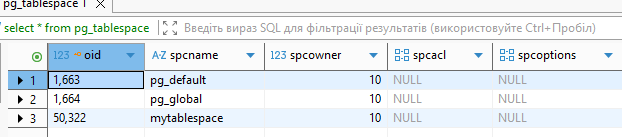 pg_tablespace 1
select * from pg_tablespace Введіть вираз SQL для фільтрації результатів (використовуйте Ctrl+Пробіл)
123 oid A-Z spcname 123 spcowner spcacl spcoptions
1 1,663 pg_default 10 NULL NULL
2 1,664 pg_global 10 NULL NULL
3 50,322 mytablespace 10 NULL NULL